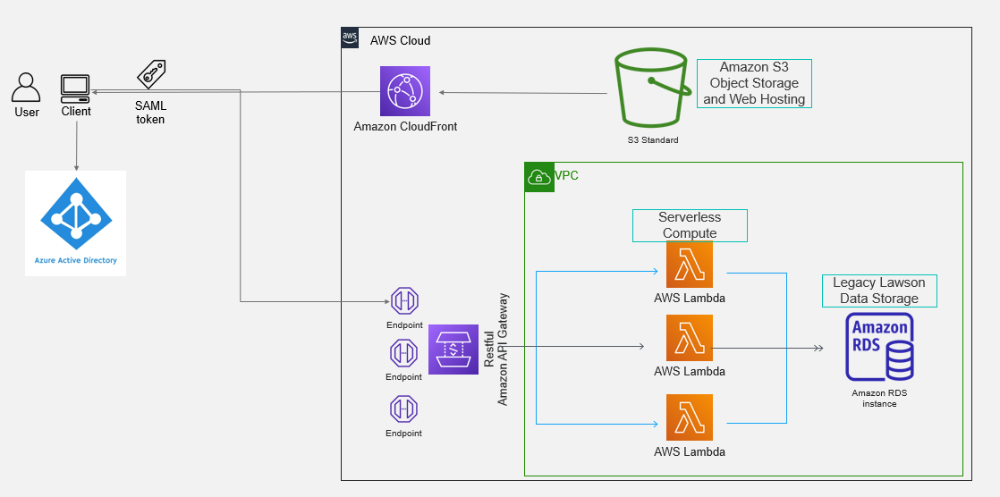 aws
AWS Cloud
User
Client
SAML
token
Azure Active Directory
Amazon CloudFront
S3 Standard
Amazon S3
Object Storage
and Web Hosting
VPC
Serverless
Compute
AWS Lambda
AWS Lambda
AWS Lambda
Endpoint
Endpoint
Endpoint
Restful
Amazon API Gateway
Legacy Lawson
Data Storage
Amazon
RDS
Amazon RDS
instance